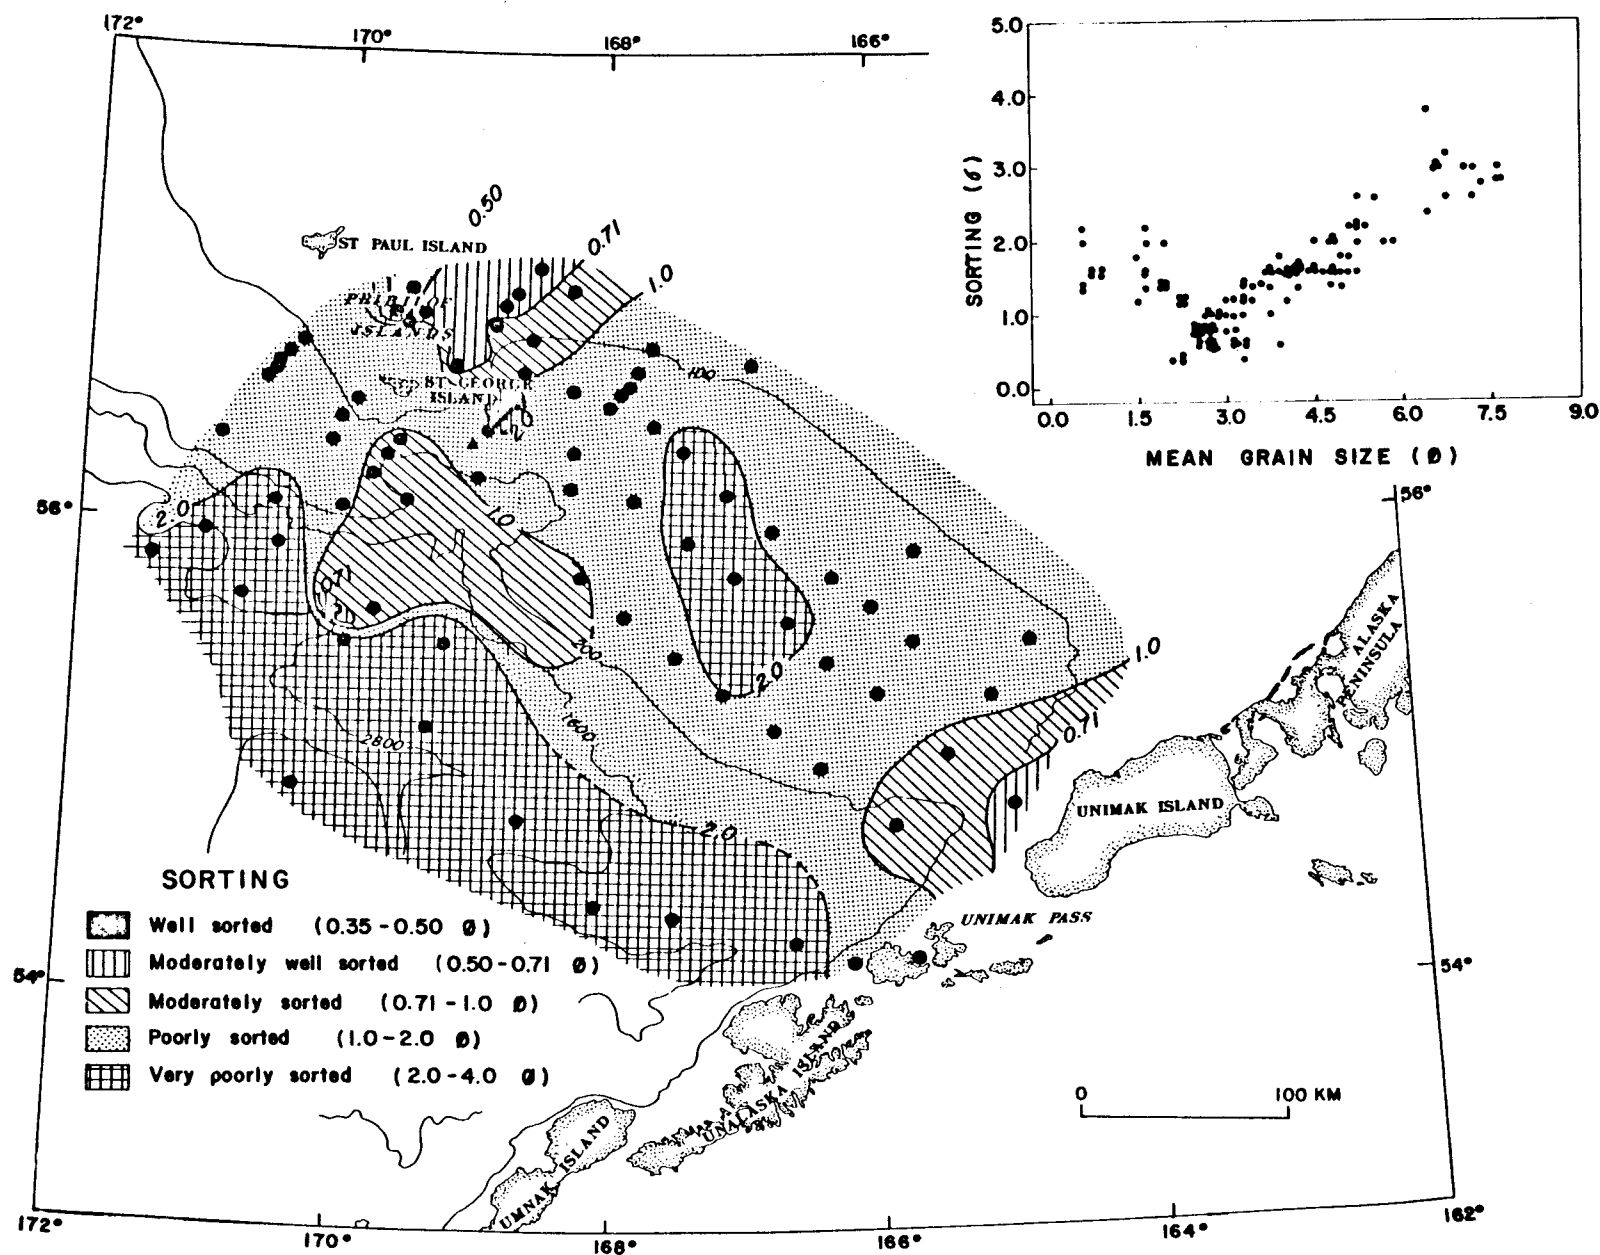 172°
170°
168°
166°
5.0
4.0
3.0
2.0
1.0
0.0
SORTING (σ)
0.0
1.5
3.0
4.5
6.0
7.5
9.0
MEAN GRAIN SIZE (Ø)
0.50
0.71
1.0
ST PAUL ISLAND
PRIBILOF
ISLANDS
ST GEORGE
ISLAND
100
56°
56°
2.0
1.0
0.71
200
2.0
1.0
0.71
1600
2800
2.0
ALASKA
PENINSULA
UNIMAK ISLAND
UNIMAK PASS
SORTING
Well sorted (0.35-0.50 Ø)
Moderately well sorted (0.50-0.71 Ø)
Moderately sorted (0.71-1.0 Ø)
Poorly sorted (1.0-2.0 Ø)
Very poorly sorted (2.0-4.0 Ø)
54°
54°
UNALASKA ISLAND
UMNAK ISLAND
0 100 KM
172°
170°
168°
166°
164°
162°